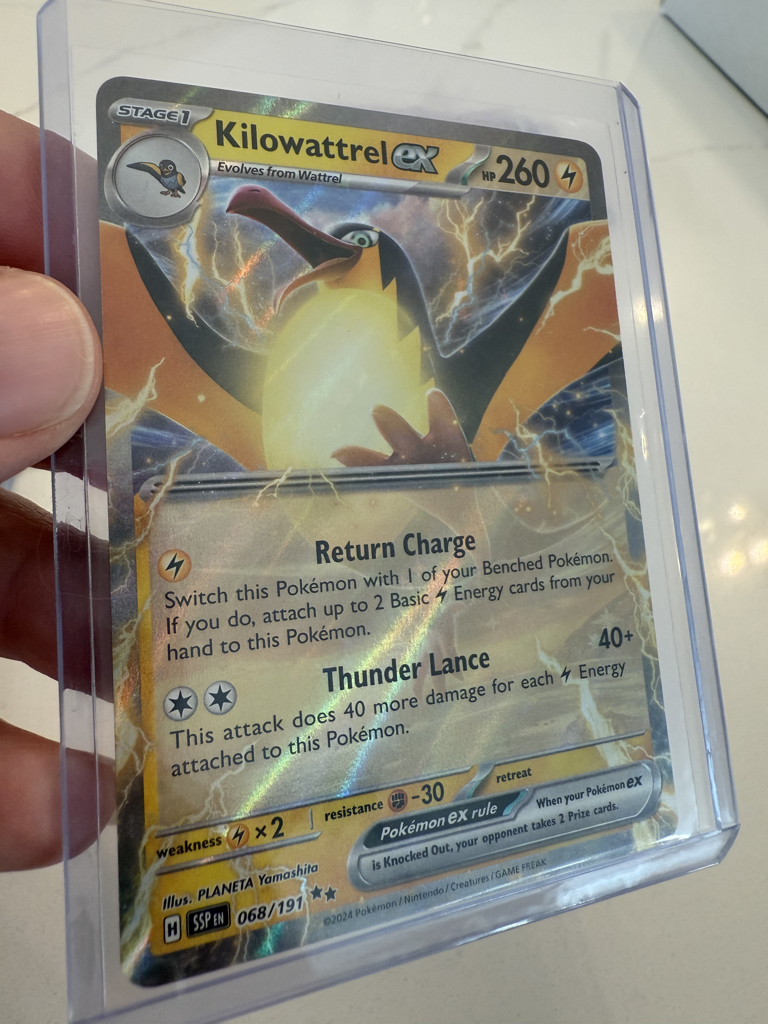 STAGE1
Kilowattrel ex
HP 260
Evolves from Wattrel
Return Charge
Switch this Pokémon with 1 of your Benched Pokémon.
If you do, attach up to 2 Basic Energy cards from your
hand to this Pokémon.
Thunder Lance 40+
This attack does 40 more damage for each Energy
attached to this Pokémon.
weakness ×2 resistance -30 retreat
Pokémon ex rule When your Pokémon ex
is Knocked Out, your opponent takes 2 Prize cards.
Illus. PLANETA Yamashita
H SSP EN 068/191 ★★
©2024 Pokémon / Nintendo / Creatures / GAME FREAK